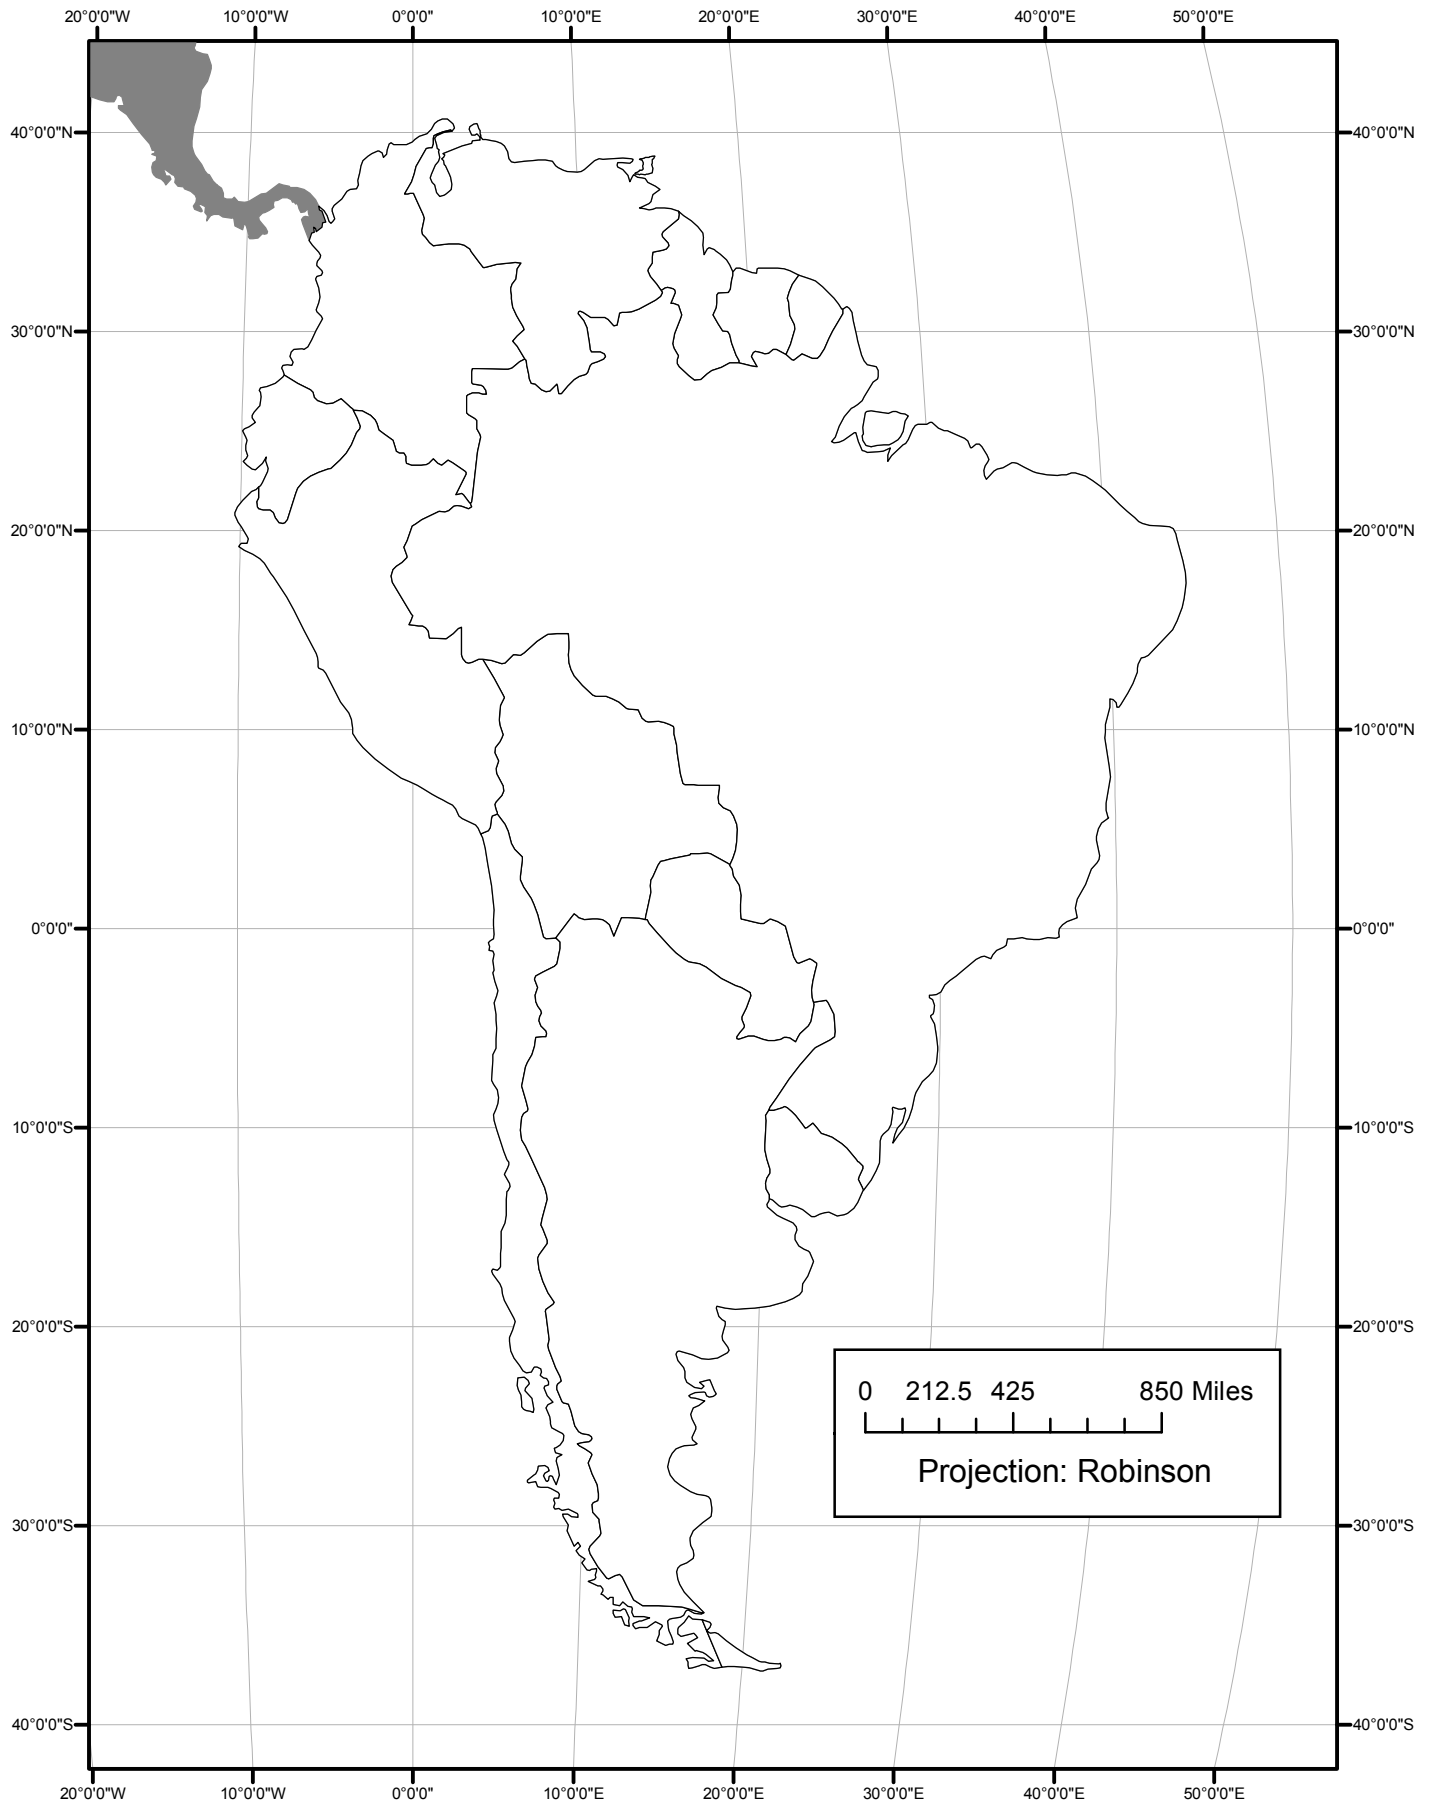 20°0'0"W 10°0'0"W 0°0'0" 10°0'0"E 20°0'0"E 30°0'0"E 40°0'0"E 50°0'0"E
40°0'0"N 40°0'0"N
30°0'0"N 30°0'0"N
20°0'0"N 20°0'0"N
10°0'0"N 10°0'0"N
0°0'0" 0°0'0"
10°0'0"S 10°0'0"S
20°0'0"S 20°0'0"S
0 212.5 425 850 Miles
Projection: Robinson
30°0'0"S 30°0'0"S
40°0'0"S 40°0'0"S
20°0'0"W 10°0'0"W 0°0'0" 10°0'0"E 20°0'0"E 30°0'0"E 40°0'0"E 50°0'0"E